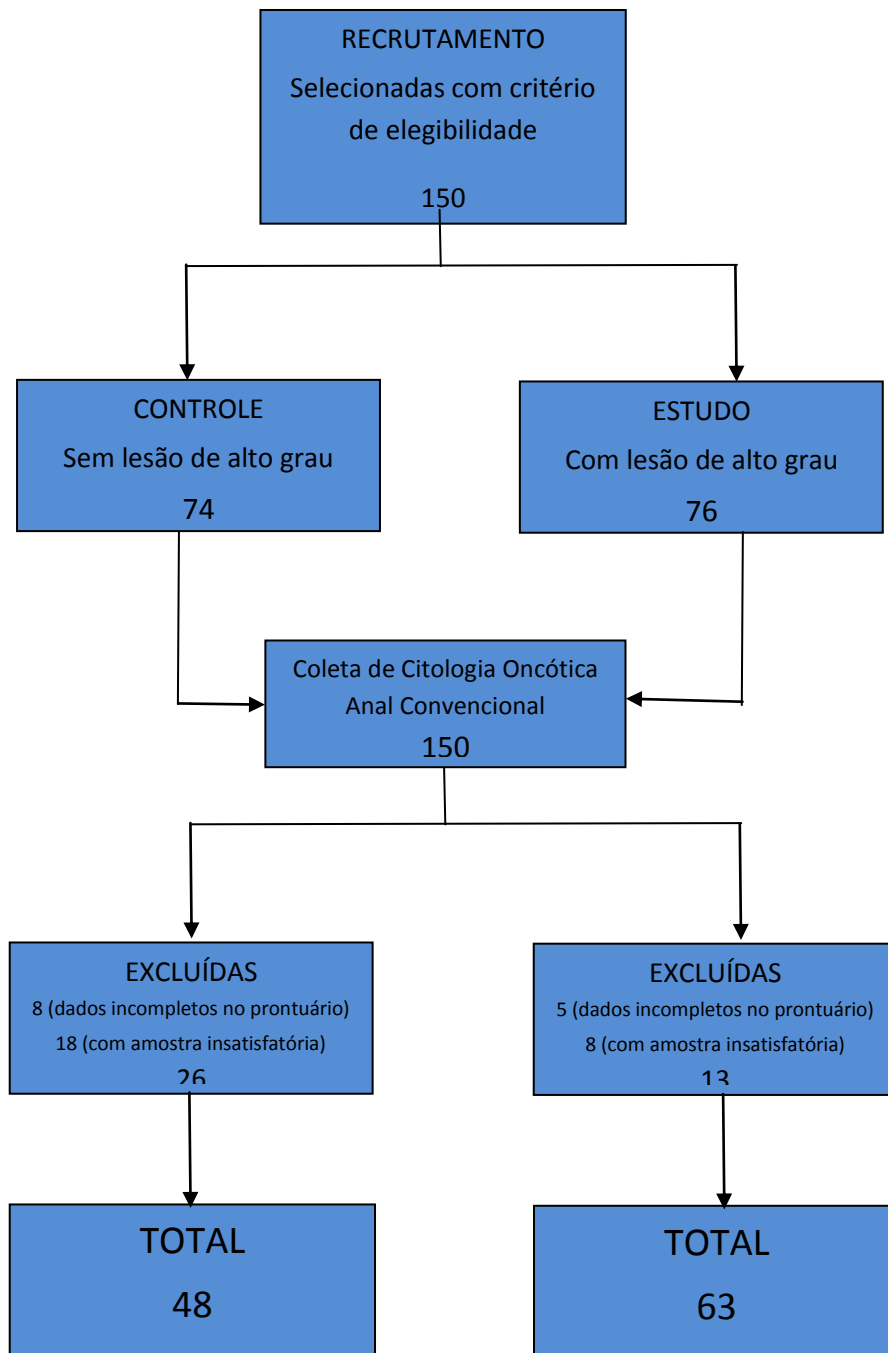 RECRUTAMENTO
Selecionadas com critério
de elegibilidade
150
CONTROLE
Sem lesão de alto grau
74
ESTUDO
Com lesão de alto grau
76
Coleta de Citologia Oncótica
Anal Convencional
150
EXCLUÍDAS
8 (dados incompletos no prontuário)
18 (com amostra insatisfatória)
26
EXCLUÍDAS
5 (dados incompletos no prontuário)
8 (com amostra insatisfatória)
13
TOTAL
48
TOTAL
63